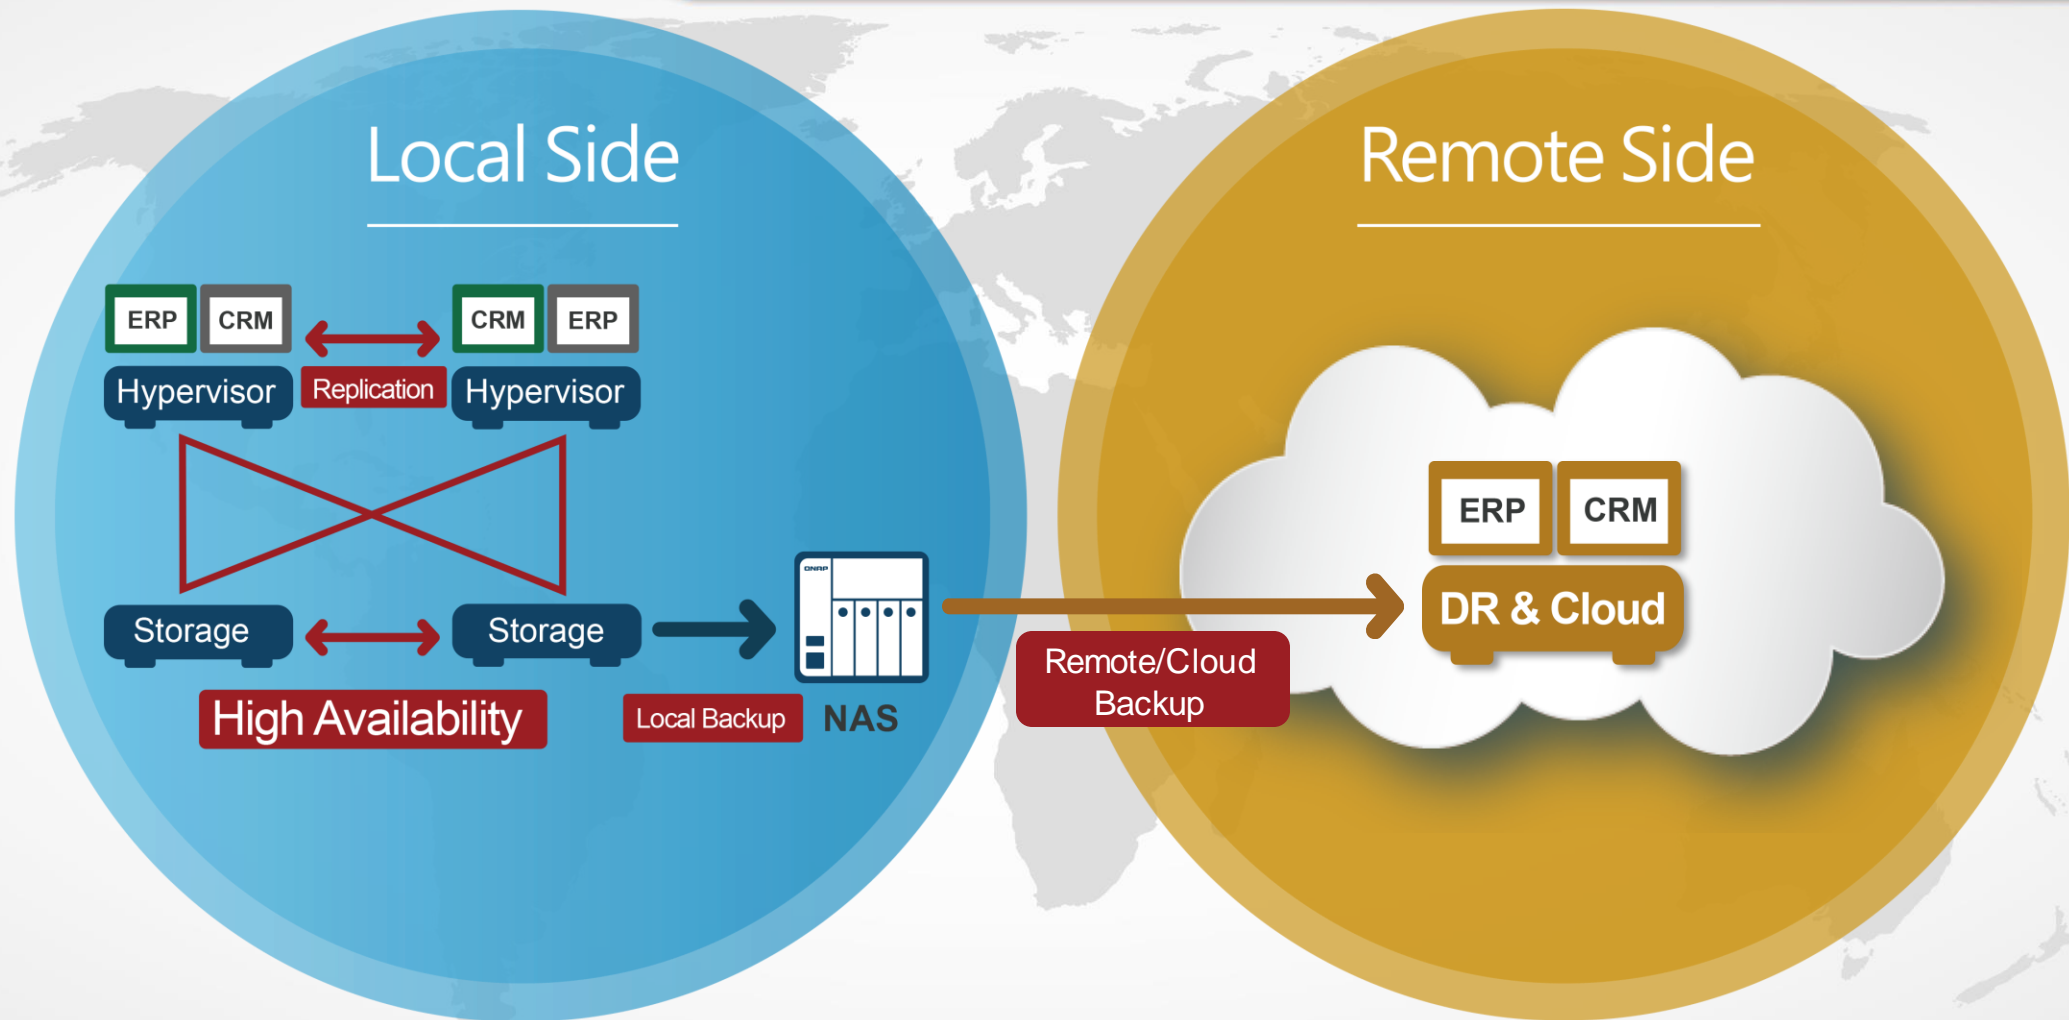 Local Side
Remote Side
ERP CRM CRM ERP
Hypervisor Replication Hypervisor
ERP CRM
QNAP
Storage Storage
DR & Cloud
Remote/Cloud
Backup
High Availability Local Backup NAS